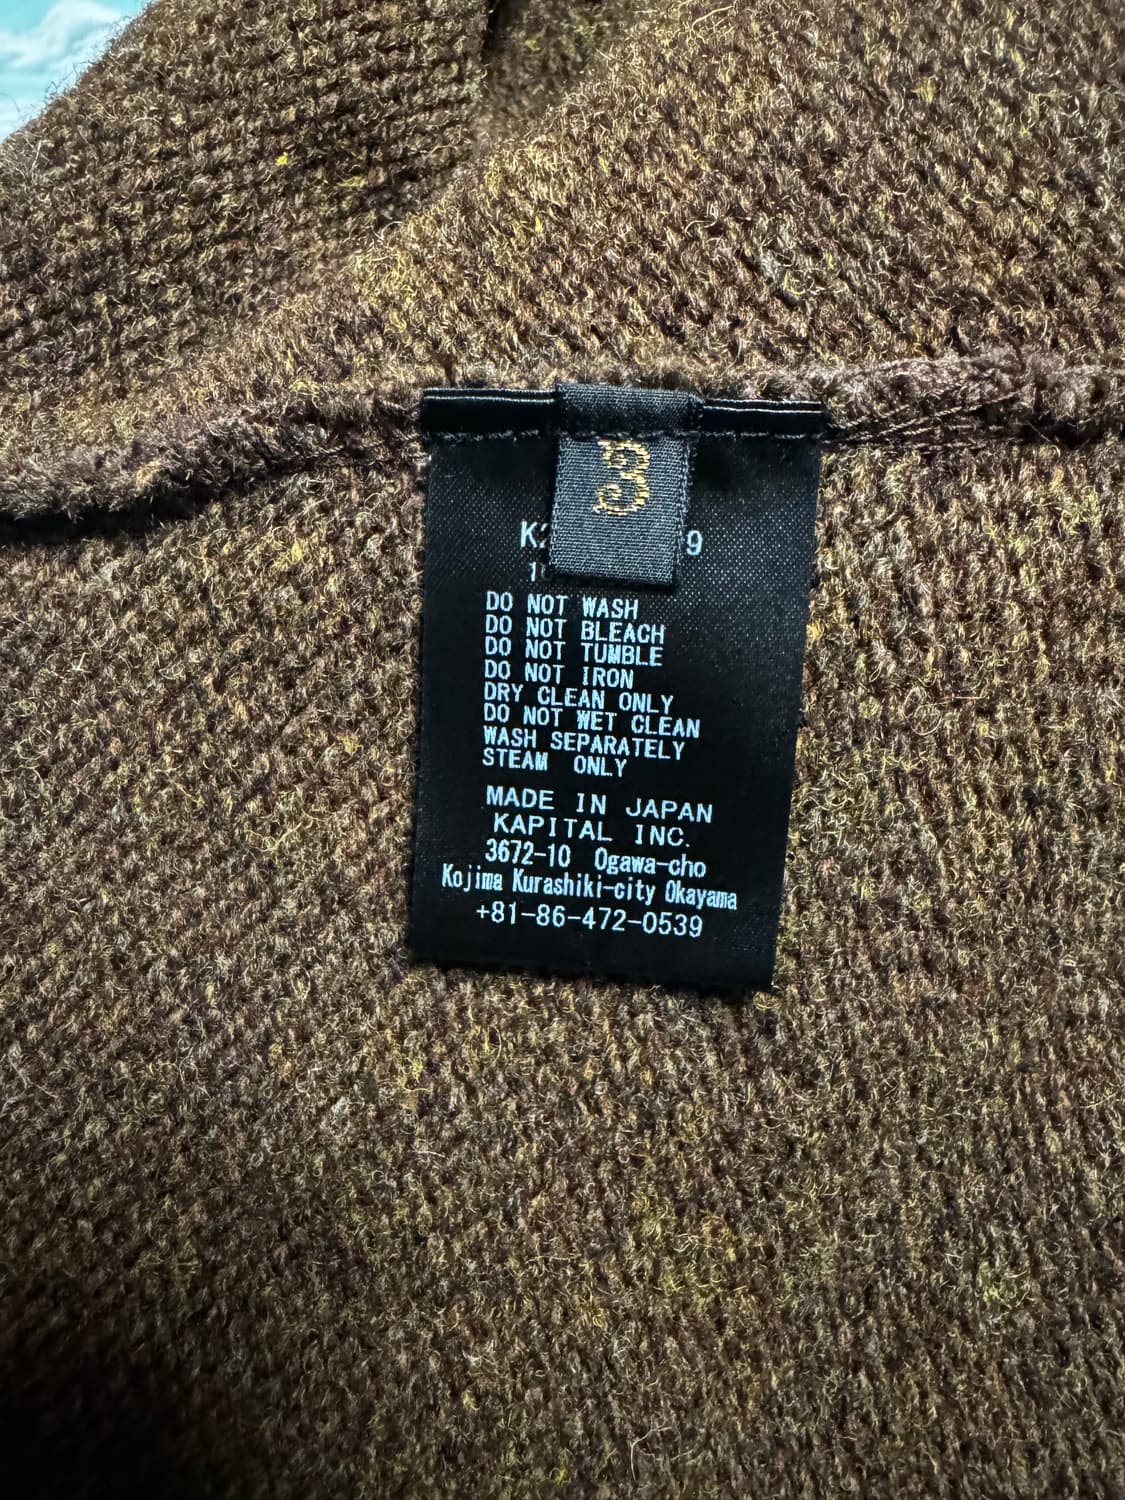 3
DO NOT WASH
DO NOT BLEACH
DO NOT TUMBLE
DO NOT IRON
DRY CLEAN ONLY
DO NOT WET CLEAN
WASH SEPARATELY
STEAM ONLY
MADE IN JAPAN
KAPITAL INC.
3672-10 Ogawa-cho
Kojima Kurashiki-city Okayama
+81-86-472-0539